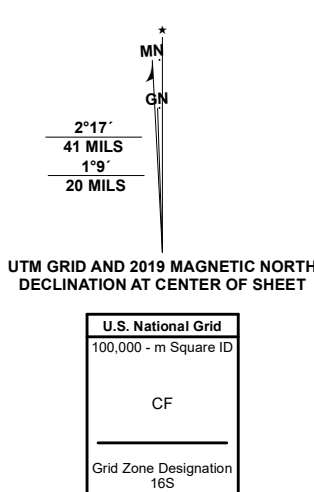 ★
MN
GN
2°17´
41 MILS
1°9´
20 MILS
UTM GRID AND 2019 MAGNETIC NORTH
DECLINATION AT CENTER OF SHEET
U.S. National Grid
100,000 - m Square ID
CF
Grid Zone Designation
16S